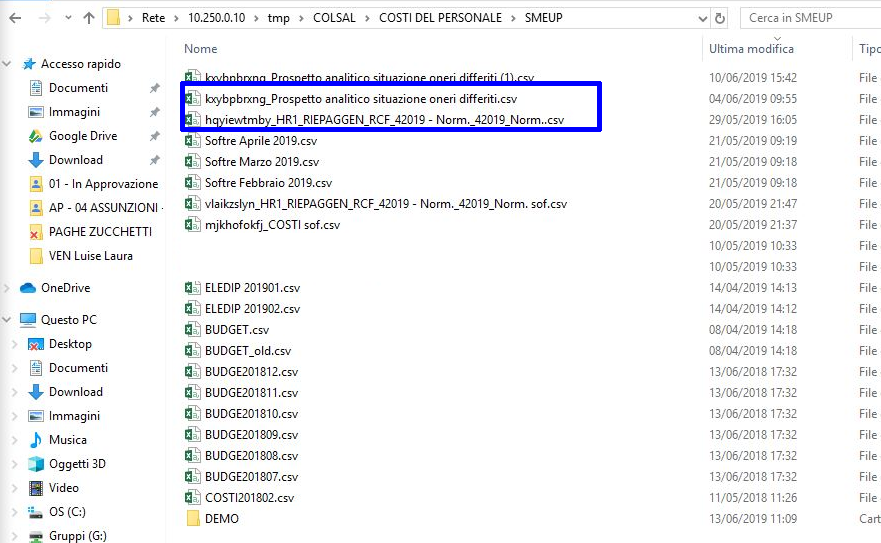 Rete > 10.250.0.10 > tmp > COLSAL > COSTI DEL PERSONALE > SMEUP
Cerca in SMEUP
Nome Ultima modifica Tipo
Accesso rapido
Documenti
Immagini
Google Drive
Download
01 - In Approvazione
AP - 04 ASSUNZIONI -
PAGHE ZUCCHETTI
VEN Luise Laura
OneDrive
Questo PC
Desktop
Documenti
Download
Immagini
Musica
Oggetti 3D
Video
OS (C:)
Gruppi (G:)
kxybpbrxng_Prospetto analitico situazione oneri differiti (1).csv 10/06/2019 15:42 File
kxybpbrxng_Prospetto analitico situazione oneri differiti.csv 04/06/2019 09:55 File
hqyiewtmby_HR1_RIEPAGGEN_RCF_42019 - Norm._42019_Norm..csv 29/05/2019 16:05 File
Softre Aprile 2019.csv 21/05/2019 09:19 File
Softre Marzo 2019.csv 21/05/2019 09:18 File
Softre Febbraio 2019.csv 21/05/2019 09:18 File
vlaikzslyn_HR1_RIEPAGGEN_RCF_42019 - Norm._42019_Norm. sof.csv 20/05/2019 21:47 File
mjkhofokfj_COSTI sof.csv 20/05/2019 21:37 File
10/05/2019 10:33 File
10/05/2019 10:33 File
ELEDIP 201901.csv 14/04/2019 14:13 File
ELEDIP 201902.csv 14/04/2019 14:12 File
BUDGET.csv 08/04/2019 14:18 File
BUDGET_old.csv 08/04/2019 14:18 File
BUDGE201812.csv 13/06/2018 17:32 File
BUDGE201811.csv 13/06/2018 17:32 File
BUDGE201810.csv 13/06/2018 17:32 File
BUDGE201809.csv 13/06/2018 17:32 File
BUDGE201808.csv 13/06/2018 17:32 File
BUDGE201807.csv 13/06/2018 17:32 File
COSTI201802.csv 11/05/2018 11:26 File
DEMO 13/06/2019 11:09 Cart